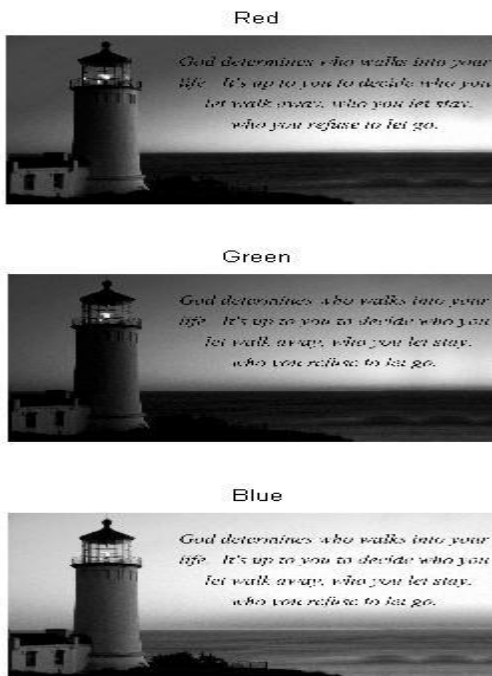 Red
God determines who walks into your
life. It's up to you to decide who you
let walk away, who you let stay,
who you refuse to let go.
Green
God determines who walks into your
life. It's up to you to decide who you
let walk away, who you let stay,
who you refuse to let go.
Blue
God determines who walks into your
life. It's up to you to decide who you
let walk away, who you let stay,
who you refuse to let go.